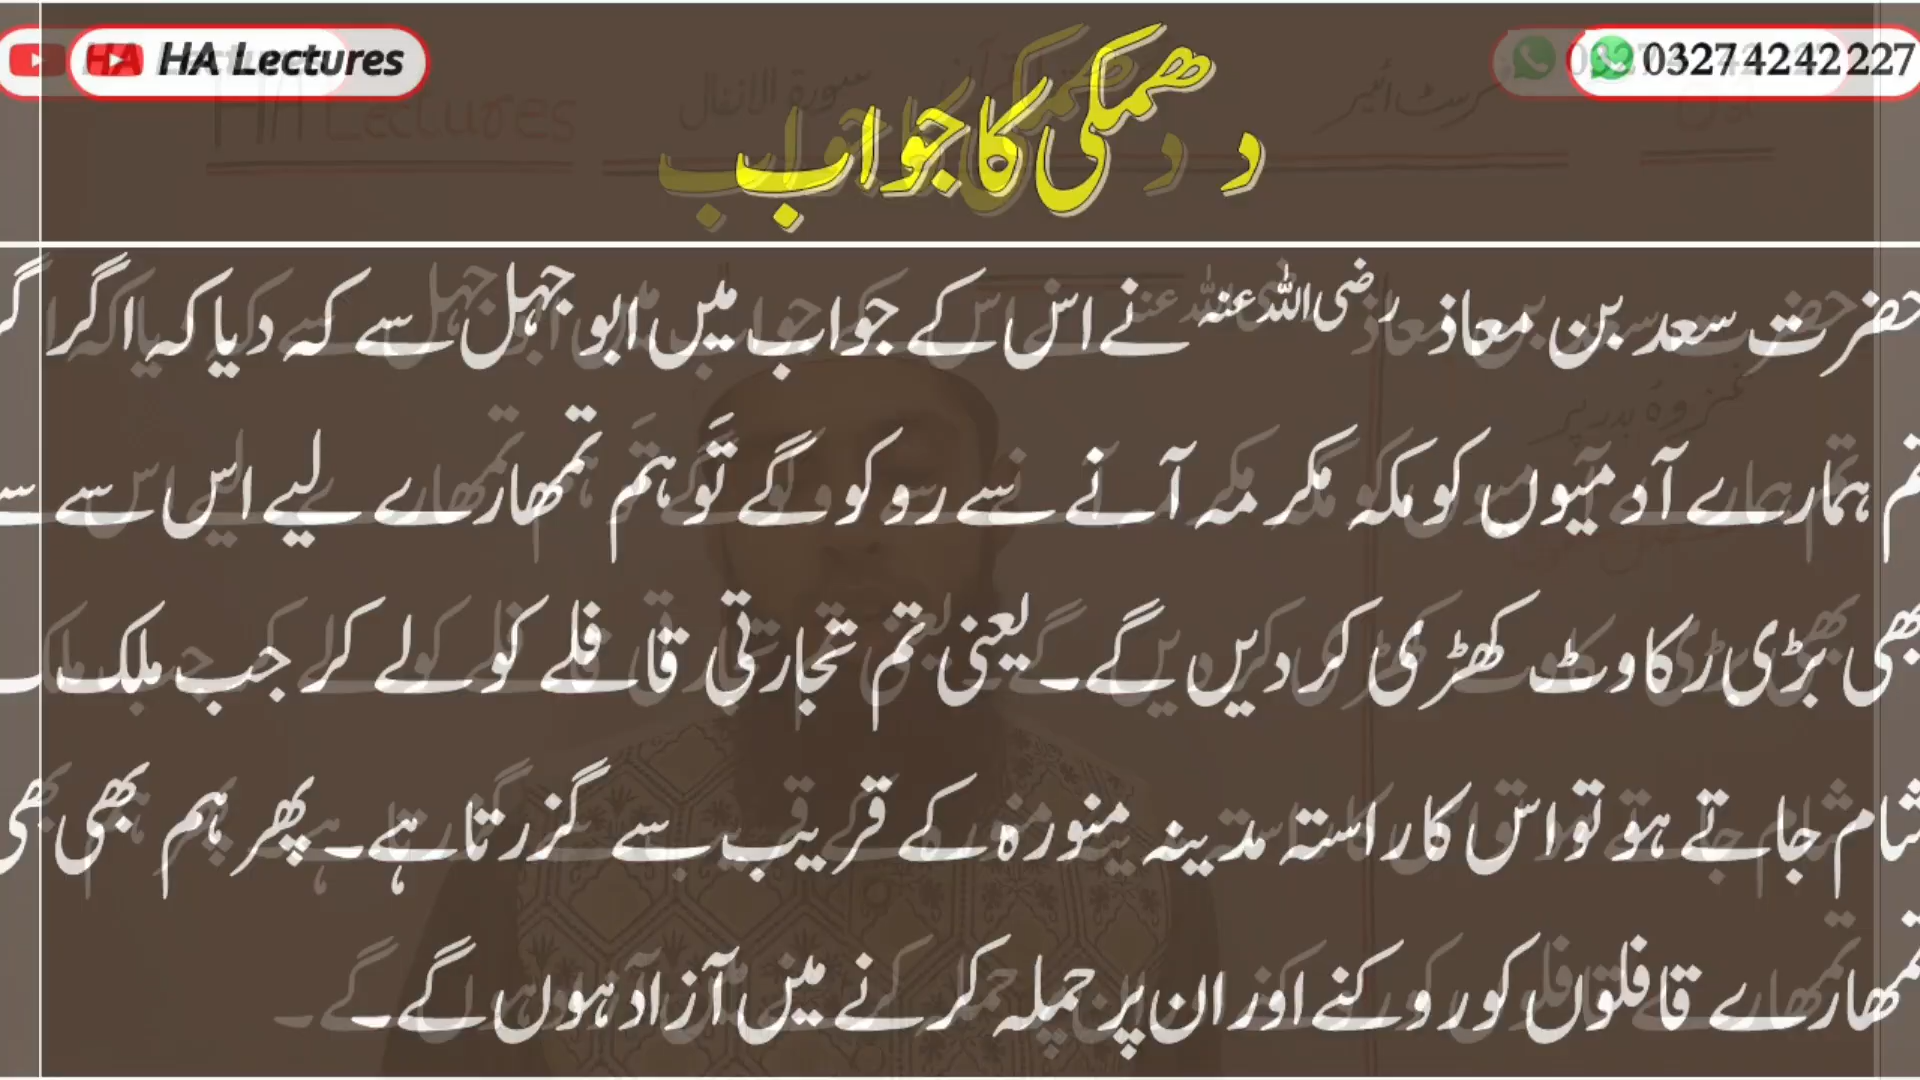 HA Lectures
03274242227
دھمکی کا جواب
حضرت سعد بن معاذ رضی اللہ عنہ نے اس کے جواب میں ابو جہل سے کہ دیا کہ اگر
تم ہمارے آدمیوں کو مکہ مکرمہ آنے سے روکو گے تو ہم تمھارے لیے اس سے
بھی بڑی رکاوٹ کھڑی کر دیں گے۔ یعنی تم تجارتی قافلے کو لے کر جب ملک
شام جاتے ہو تو اس کا راستہ مدینہ منورہ کے قریب سے گزرتا ہے۔ پھر ہم بھی
تمھارے قافلوں کو روکنے اور ان پر حملہ کرنے میں آزاد ہوں گے۔